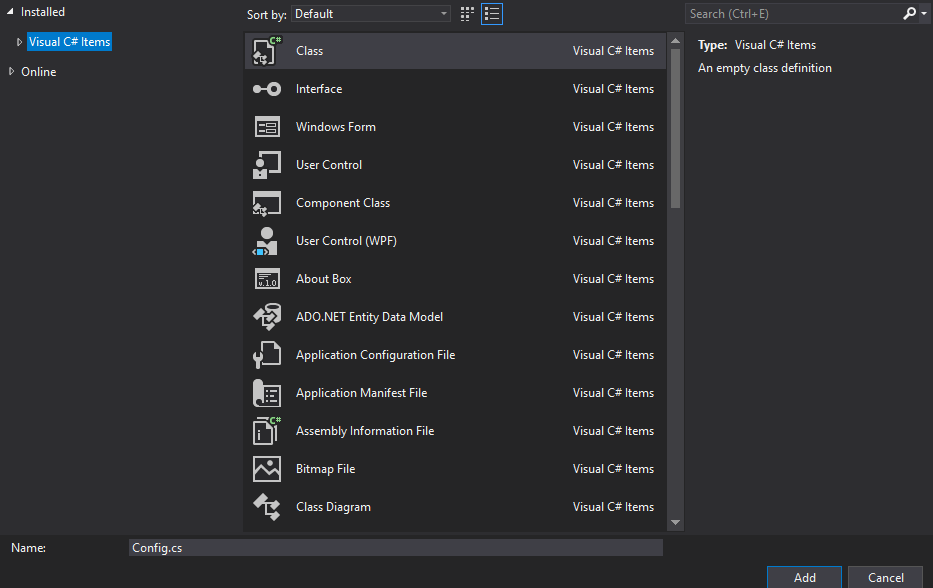 Installed
Visual C# Items
Online
Sort by: Default
Search (Ctrl+E)
C# Class Visual C# Items
Interface Visual C# Items
Windows Form Visual C# Items
User Control Visual C# Items
Component Class Visual C# Items
User Control (WPF) Visual C# Items
v.1.0 About Box Visual C# Items
ADO.NET Entity Data Model Visual C# Items
Application Configuration File Visual C# Items
Application Manifest File Visual C# Items
C# Assembly Information File Visual C# Items
Bitmap File Visual C# Items
Class Diagram Visual C# Items
Type: Visual C# Items
An empty class definition
Name: Config.cs
Add Cancel